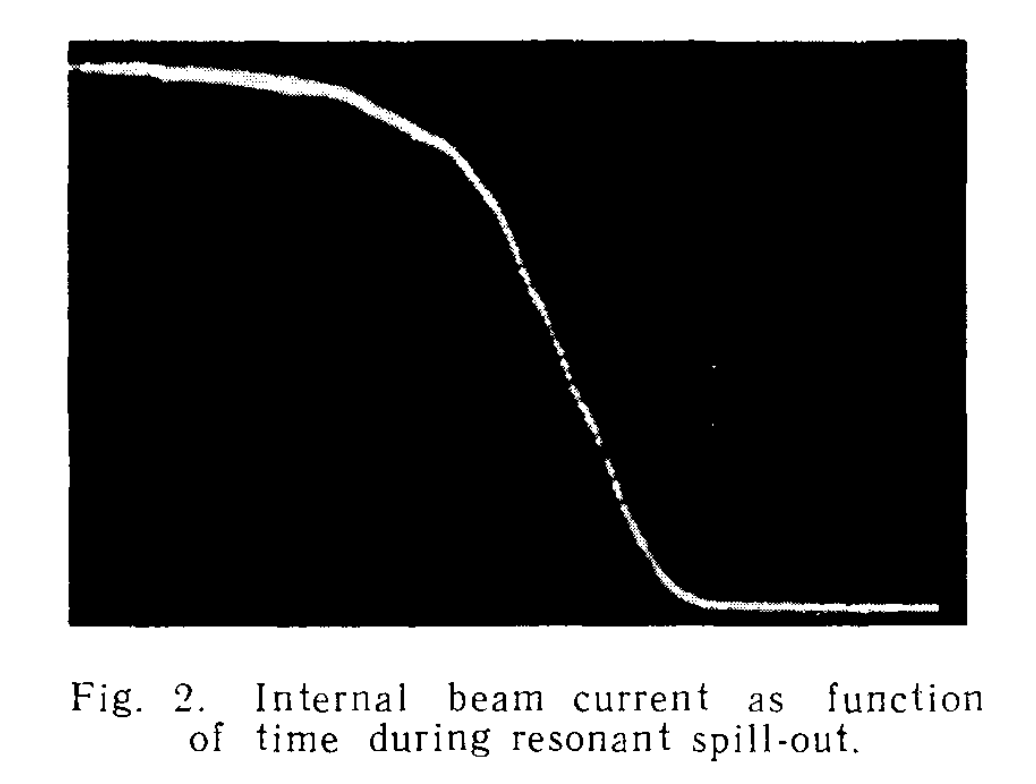 Fig. 2. Internal beam current as function
of time during resonant spill-out.